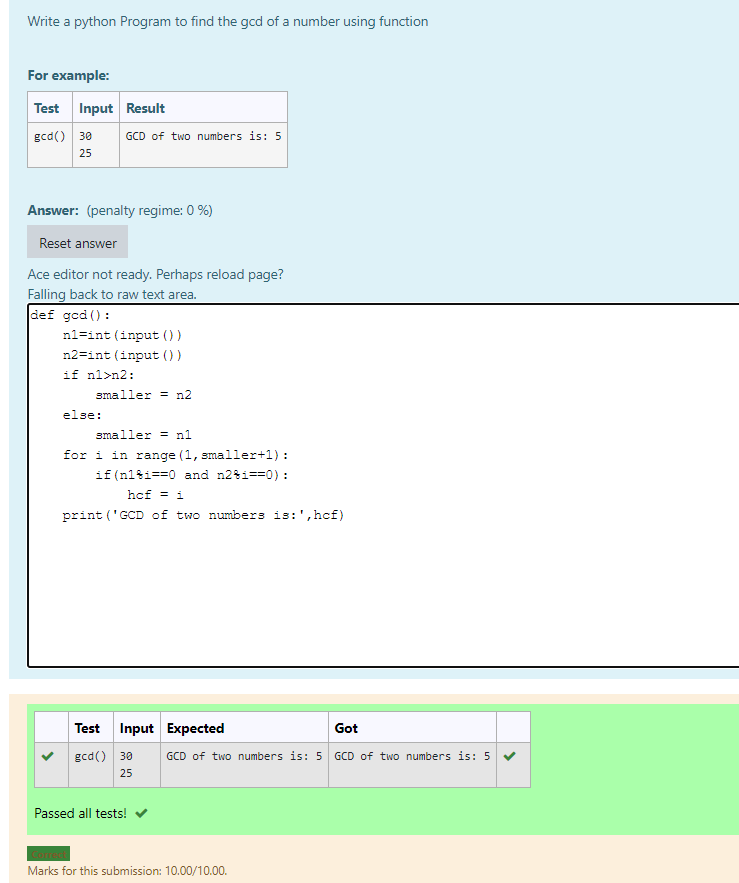 Write a python Program to find the gcd of a number using function
For example:
Test Input Result
gcd() 30 GCD of two numbers is: 5
25
Answer: (penalty regime: 0 %)
Reset answer
Ace editor not ready. Perhaps reload page?
Falling back to raw text area.
def gcd():
    n1=int(input())
    n2=int(input())
    if n1>n2:
        smaller = n2
    else:
        smaller = n1
    for i in range(1,smaller+1):
        if(n1%i==0 and n2%i==0):
            hcf = i
    print('GCD of two numbers is:',hcf)
Test Input Expected Got
✔ gcd() 30 GCD of two numbers is: 5 GCD of two numbers is: 5 ✔
25
Passed all tests! ✔
Marks for this submission: 10.00/10.00.